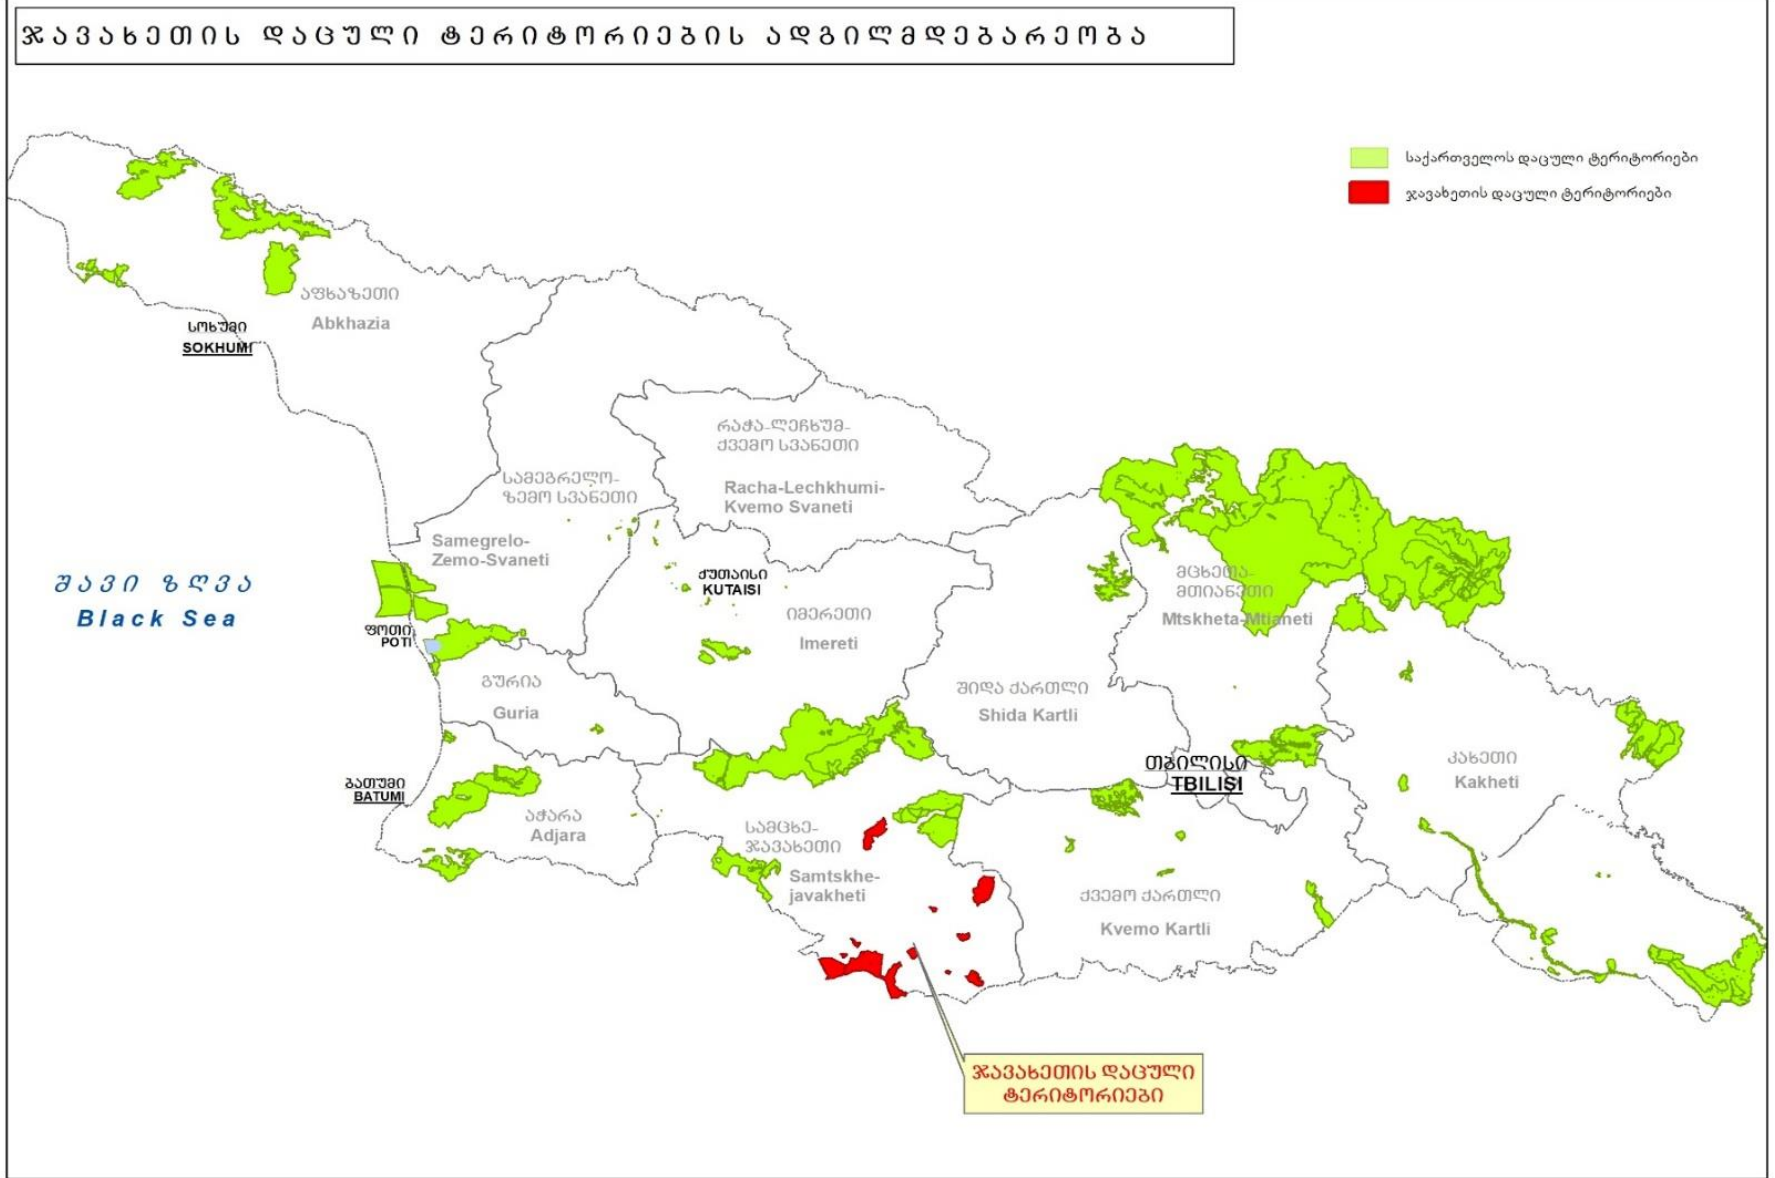 ჯავახეთის დაცული ტერიტორიების ადგილმდებარეობა
საქართველოს დაცული ტერიტორიები
ჯავახეთის დაცული ტერიტორიები
აფხაზეთი
Abkhazia
სოხუმი
SOKHUMI
რაჭა-ლეჩხუმ-
ქვემო სვანეთი
Racha-Lechkhumi-
Kvemo Svaneti
სამეგრელო-
ზემო სვანეთი
Samegrelo-
Zemo-Svaneti
შავი ზღვა
Black Sea
ქუთაისი
KUTAISI
იმერეთი
Imereti
მცხეთა-
მთიანეთი
Mtskheta-Mtianeti
ფოთი
POTI
გურია
Guria
შიდა ქართლი
Shida Kartli
თბილისი
TBILISI
კახეთი
Kakheti
ბათუმი
BATUMI
აჭარა
Adjara
სამცხე-
ჯავახეთი
Samtskhe-
javakheti
ქვემო ქართლი
Kvemo Kartli
ჯავახეთის დაცული
ტერიტორიები